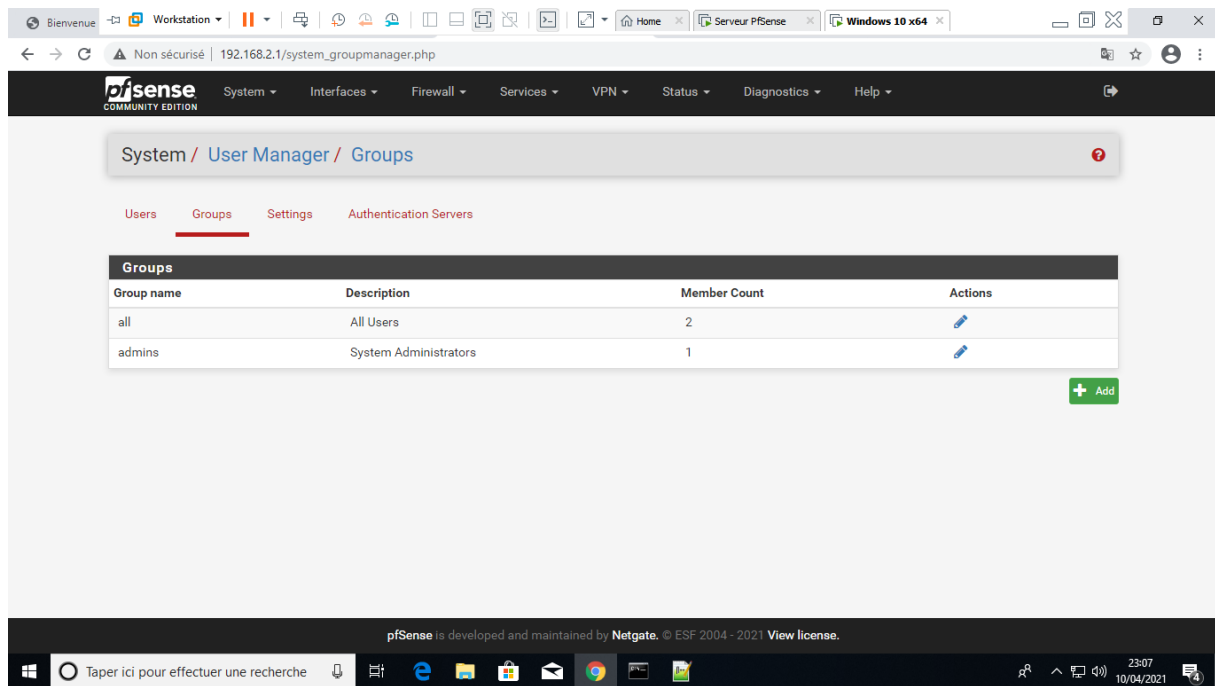 Bienvenue Workstation Home Serveur PfSense Windows 10 x64
Non sécurisé 192.168.2.1/system_groupmanager.php
pfsense System Interfaces Firewall Services VPN Status Diagnostics Help
COMMUNITY EDITION
System / User Manager / Groups
Users Groups Settings Authentication Servers
Groups
Group name Description Member Count Actions
all All Users 2
admins System Administrators 1
Add
pfSense is developed and maintained by Netgate. © ESF 2004 - 2021 View license.
Taper ici pour effectuer une recherche
23:07
10/04/2021
4